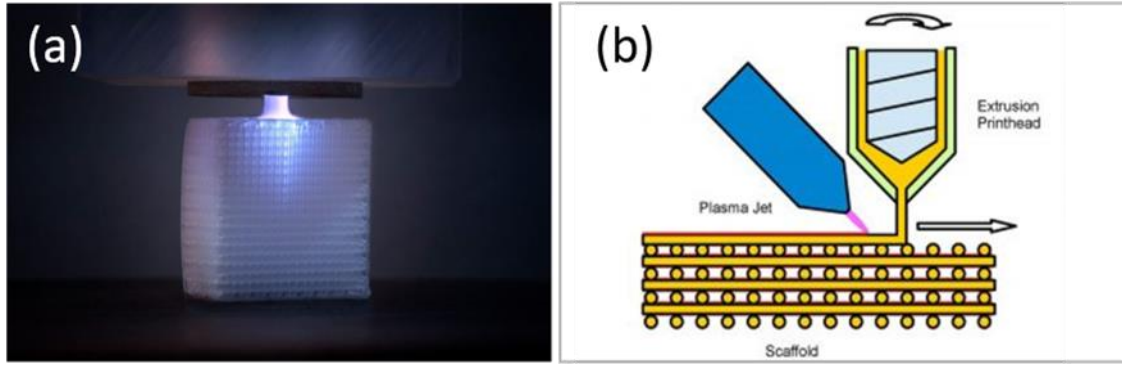 (a)
(b)
Extrusion
Printhead
Plasma Jet
Scaffold